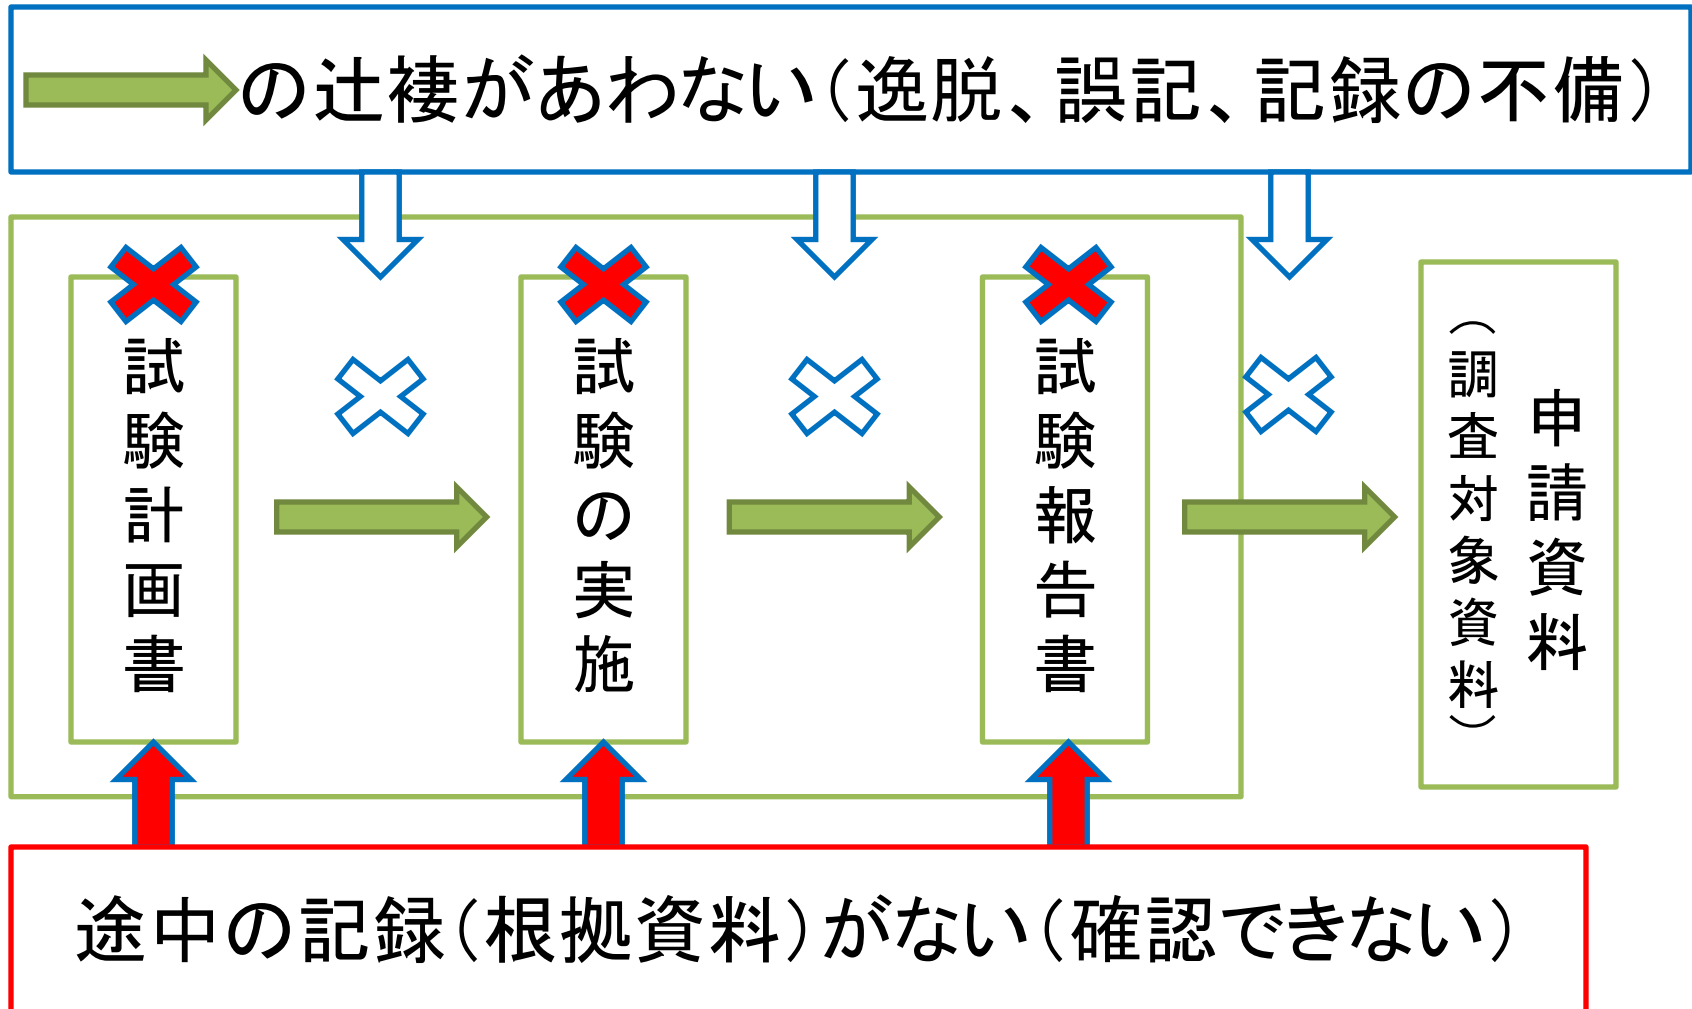 の辻褄があわない（逸脱、誤記、記録の不備）
試験計画書
試験の実施
試験報告書
申請資料
（調査対象資料）
途中の記録（根拠資料）がない（確認できない）